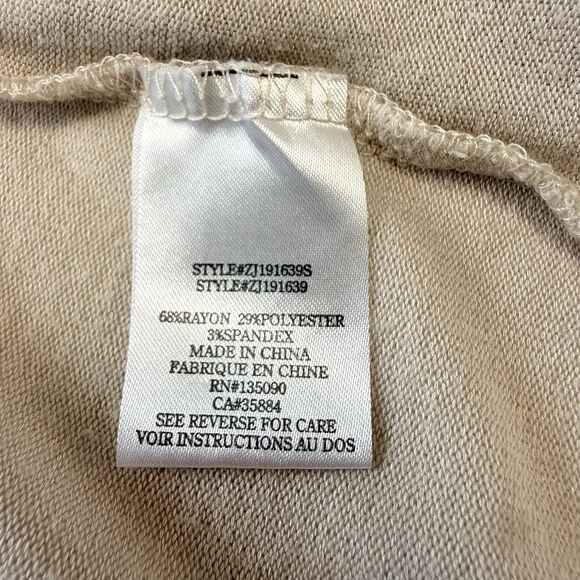 STYLE#ZJ191639S
STYLE#ZJ191639
68%RAYON 29%POLYESTER
3%SPANDEX
MADE IN CHINA
FABRIQUE EN CHINE
RN#135090
CA#35884
SEE REVERSE FOR CARE
VOIR INSTRUCTIONS AU DOS